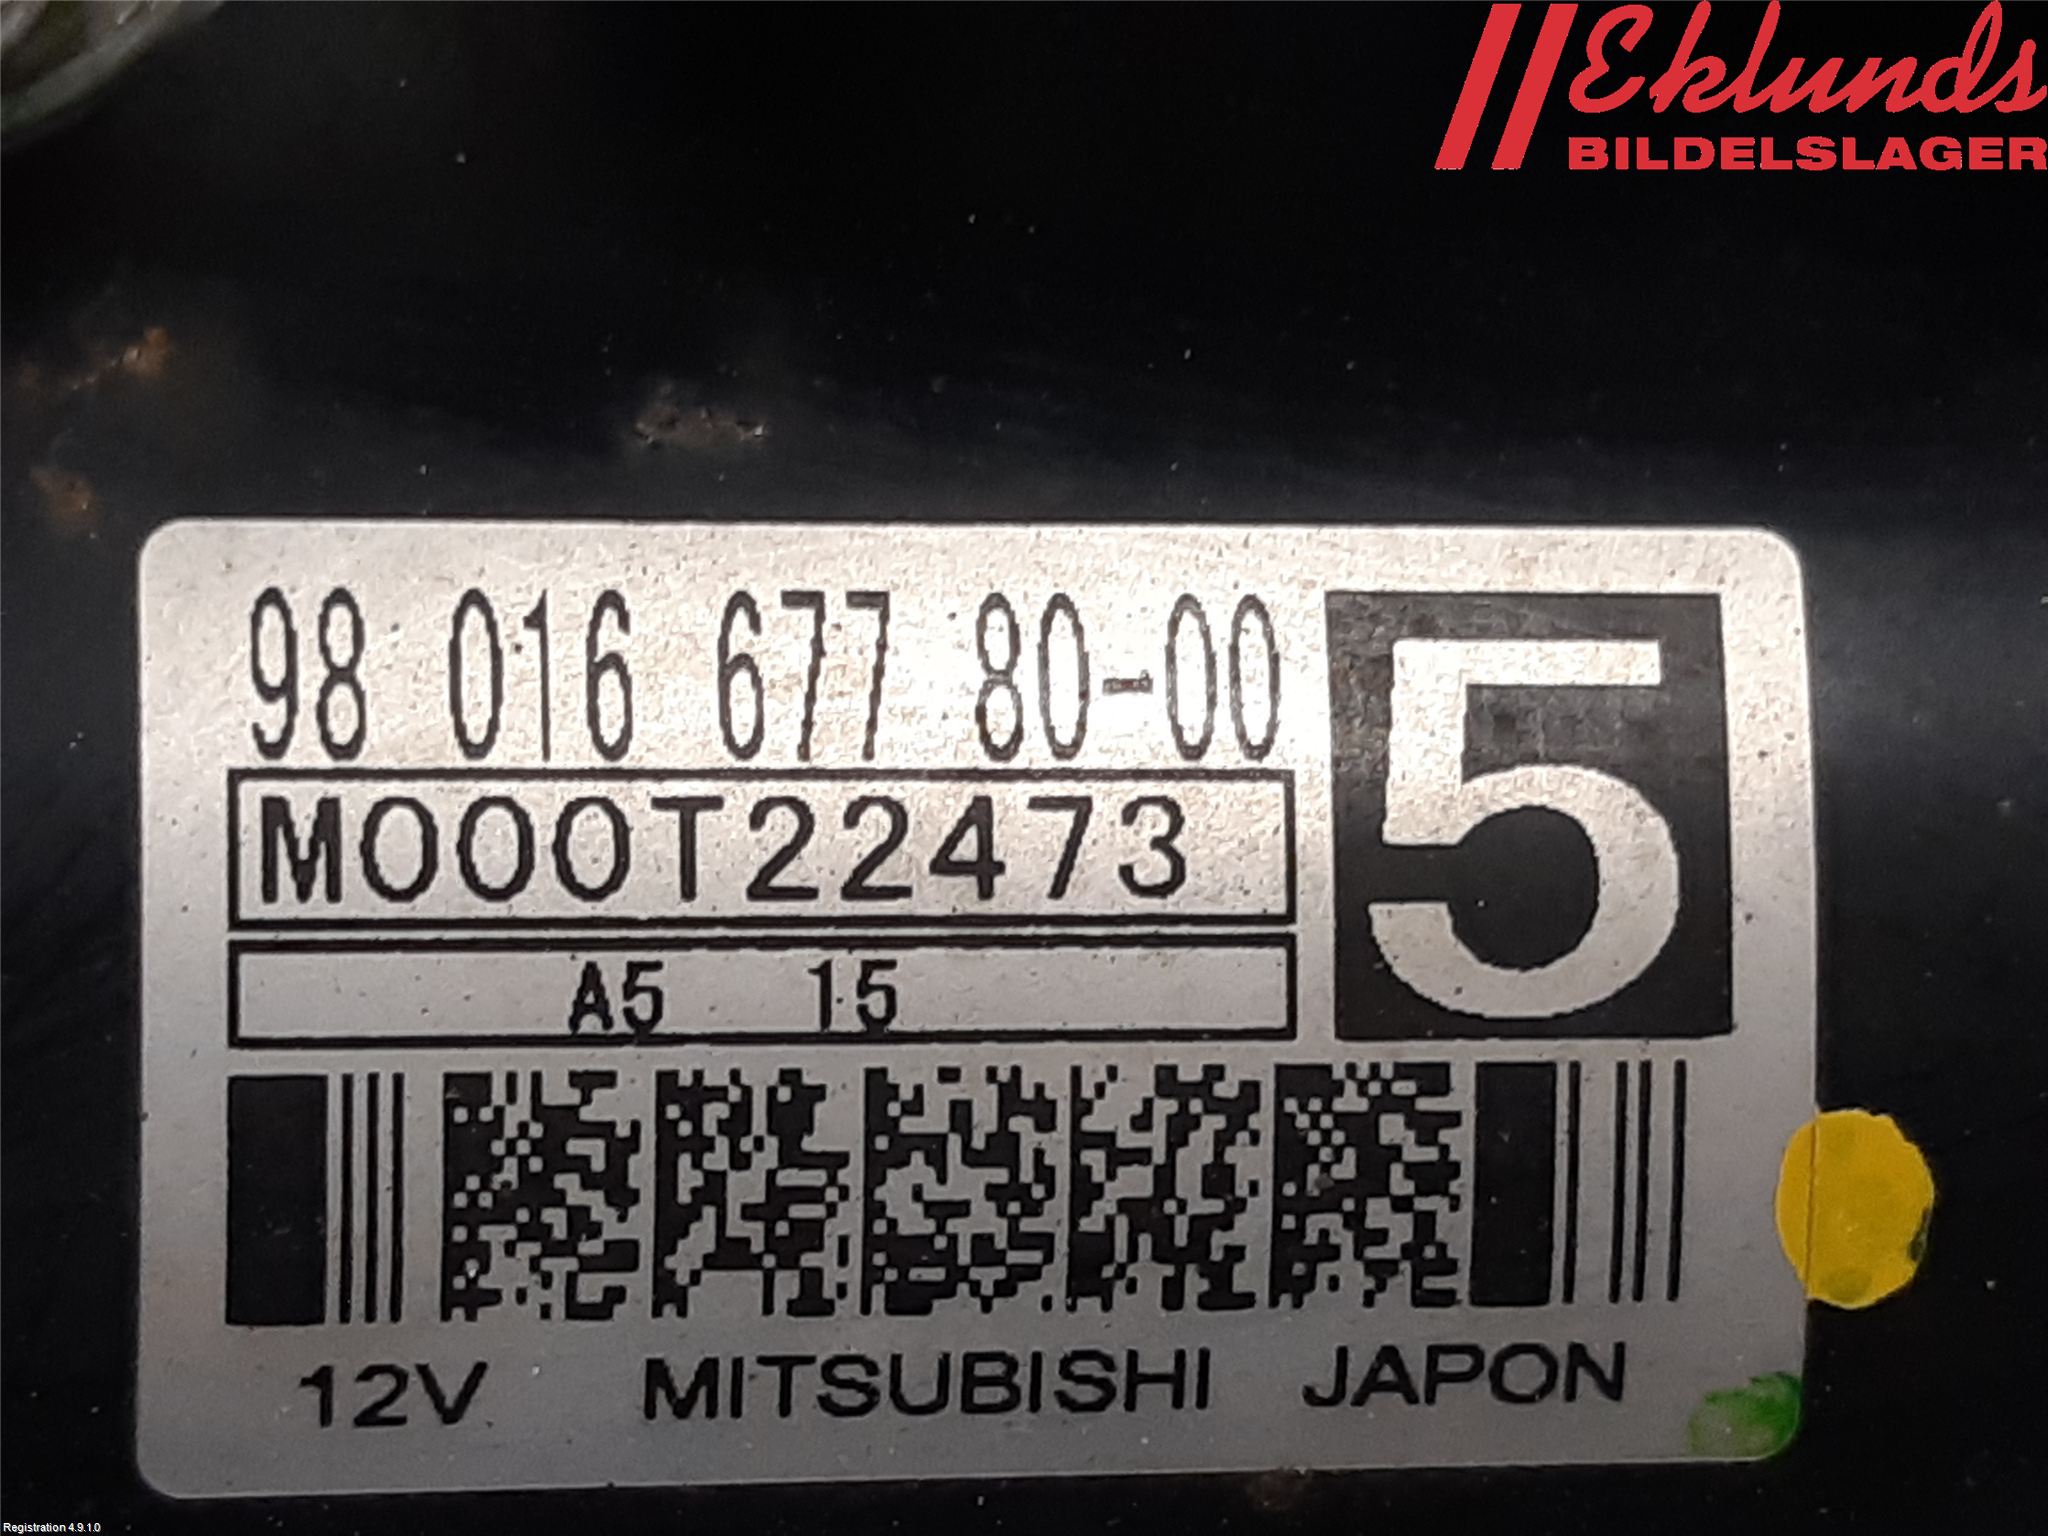 Eklunds
BILDELSLAGER
98 016 677 80-00
5
M000T22473
A5 15
12V MITSUBISHI JAPON
Registration 4.9.1.0